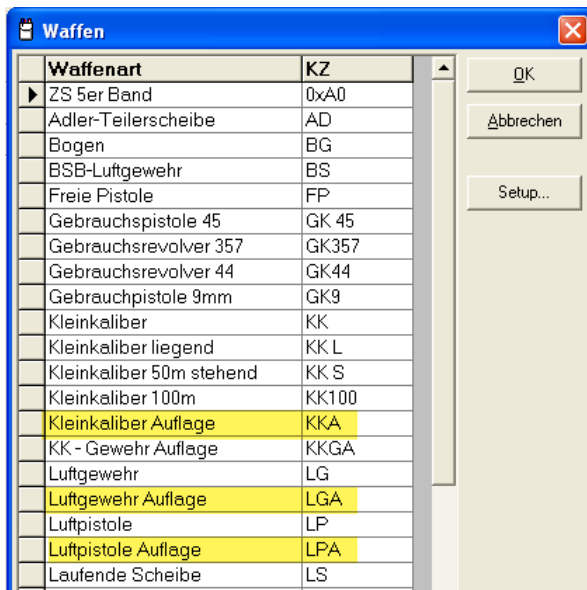 Waffen
Waffenart KZ
OK
ZS 5er Band 0xA0
Adler-Teilerscheibe AD
Abbrechen
Bogen BG
BSB-Luftgewehr BS
Freie Pistole FP
Setup...
Gebrauchspistole 45 GK 45
Gebrauchsrevolver 357 GK357
Gebrauchsrevolver 44 GK44
Gebrauchpistole 9mm GK9
Kleinkaliber KK
Kleinkaliber liegend KK L
Kleinkaliber 50m stehend KK S
Kleinkaliber 100m KK100
Kleinkaliber Auflage KKA
KK - Gewehr Auflage KKGA
Luftgewehr LG
Luftgewehr Auflage LGA
Luftpistole LP
Luftpistole Auflage LPA
Laufende Scheibe LS